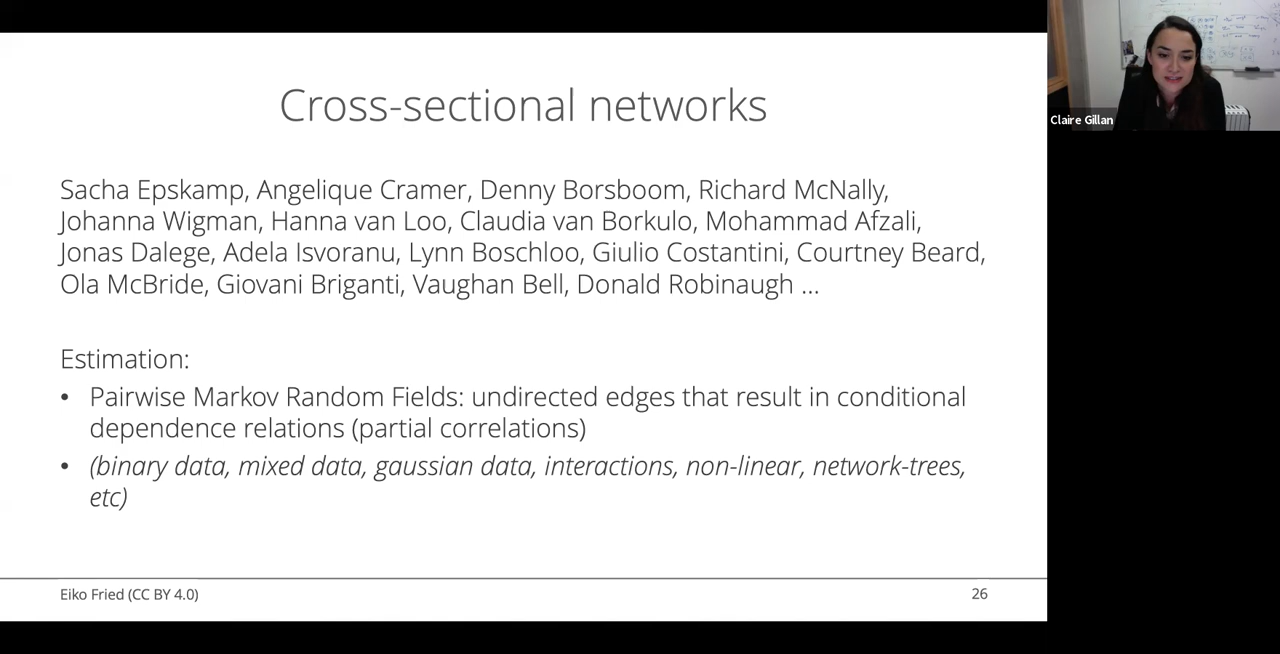 Cross-sectional networks
Claire Gillan
Sacha Epskamp, Angelique Cramer, Denny Borsboom, Richard McNally,
Johanna Wigman, Hanna van Loo, Claudia van Borkulo, Mohammad Afzali,
Jonas Dalege, Adela Isvoranu, Lynn Boschloo, Giulio Costantini, Courtney Beard,
Ola McBride, Giovani Briganti, Vaughan Bell, Donald Robinaugh ...
Estimation:
• Pairwise Markov Random Fields: undirected edges that result in conditional
dependence relations (partial correlations)
• (binary data, mixed data, gaussian data, interactions, non-linear, network-trees,
etc)
Eiko Fried (CC BY 4.0)
26